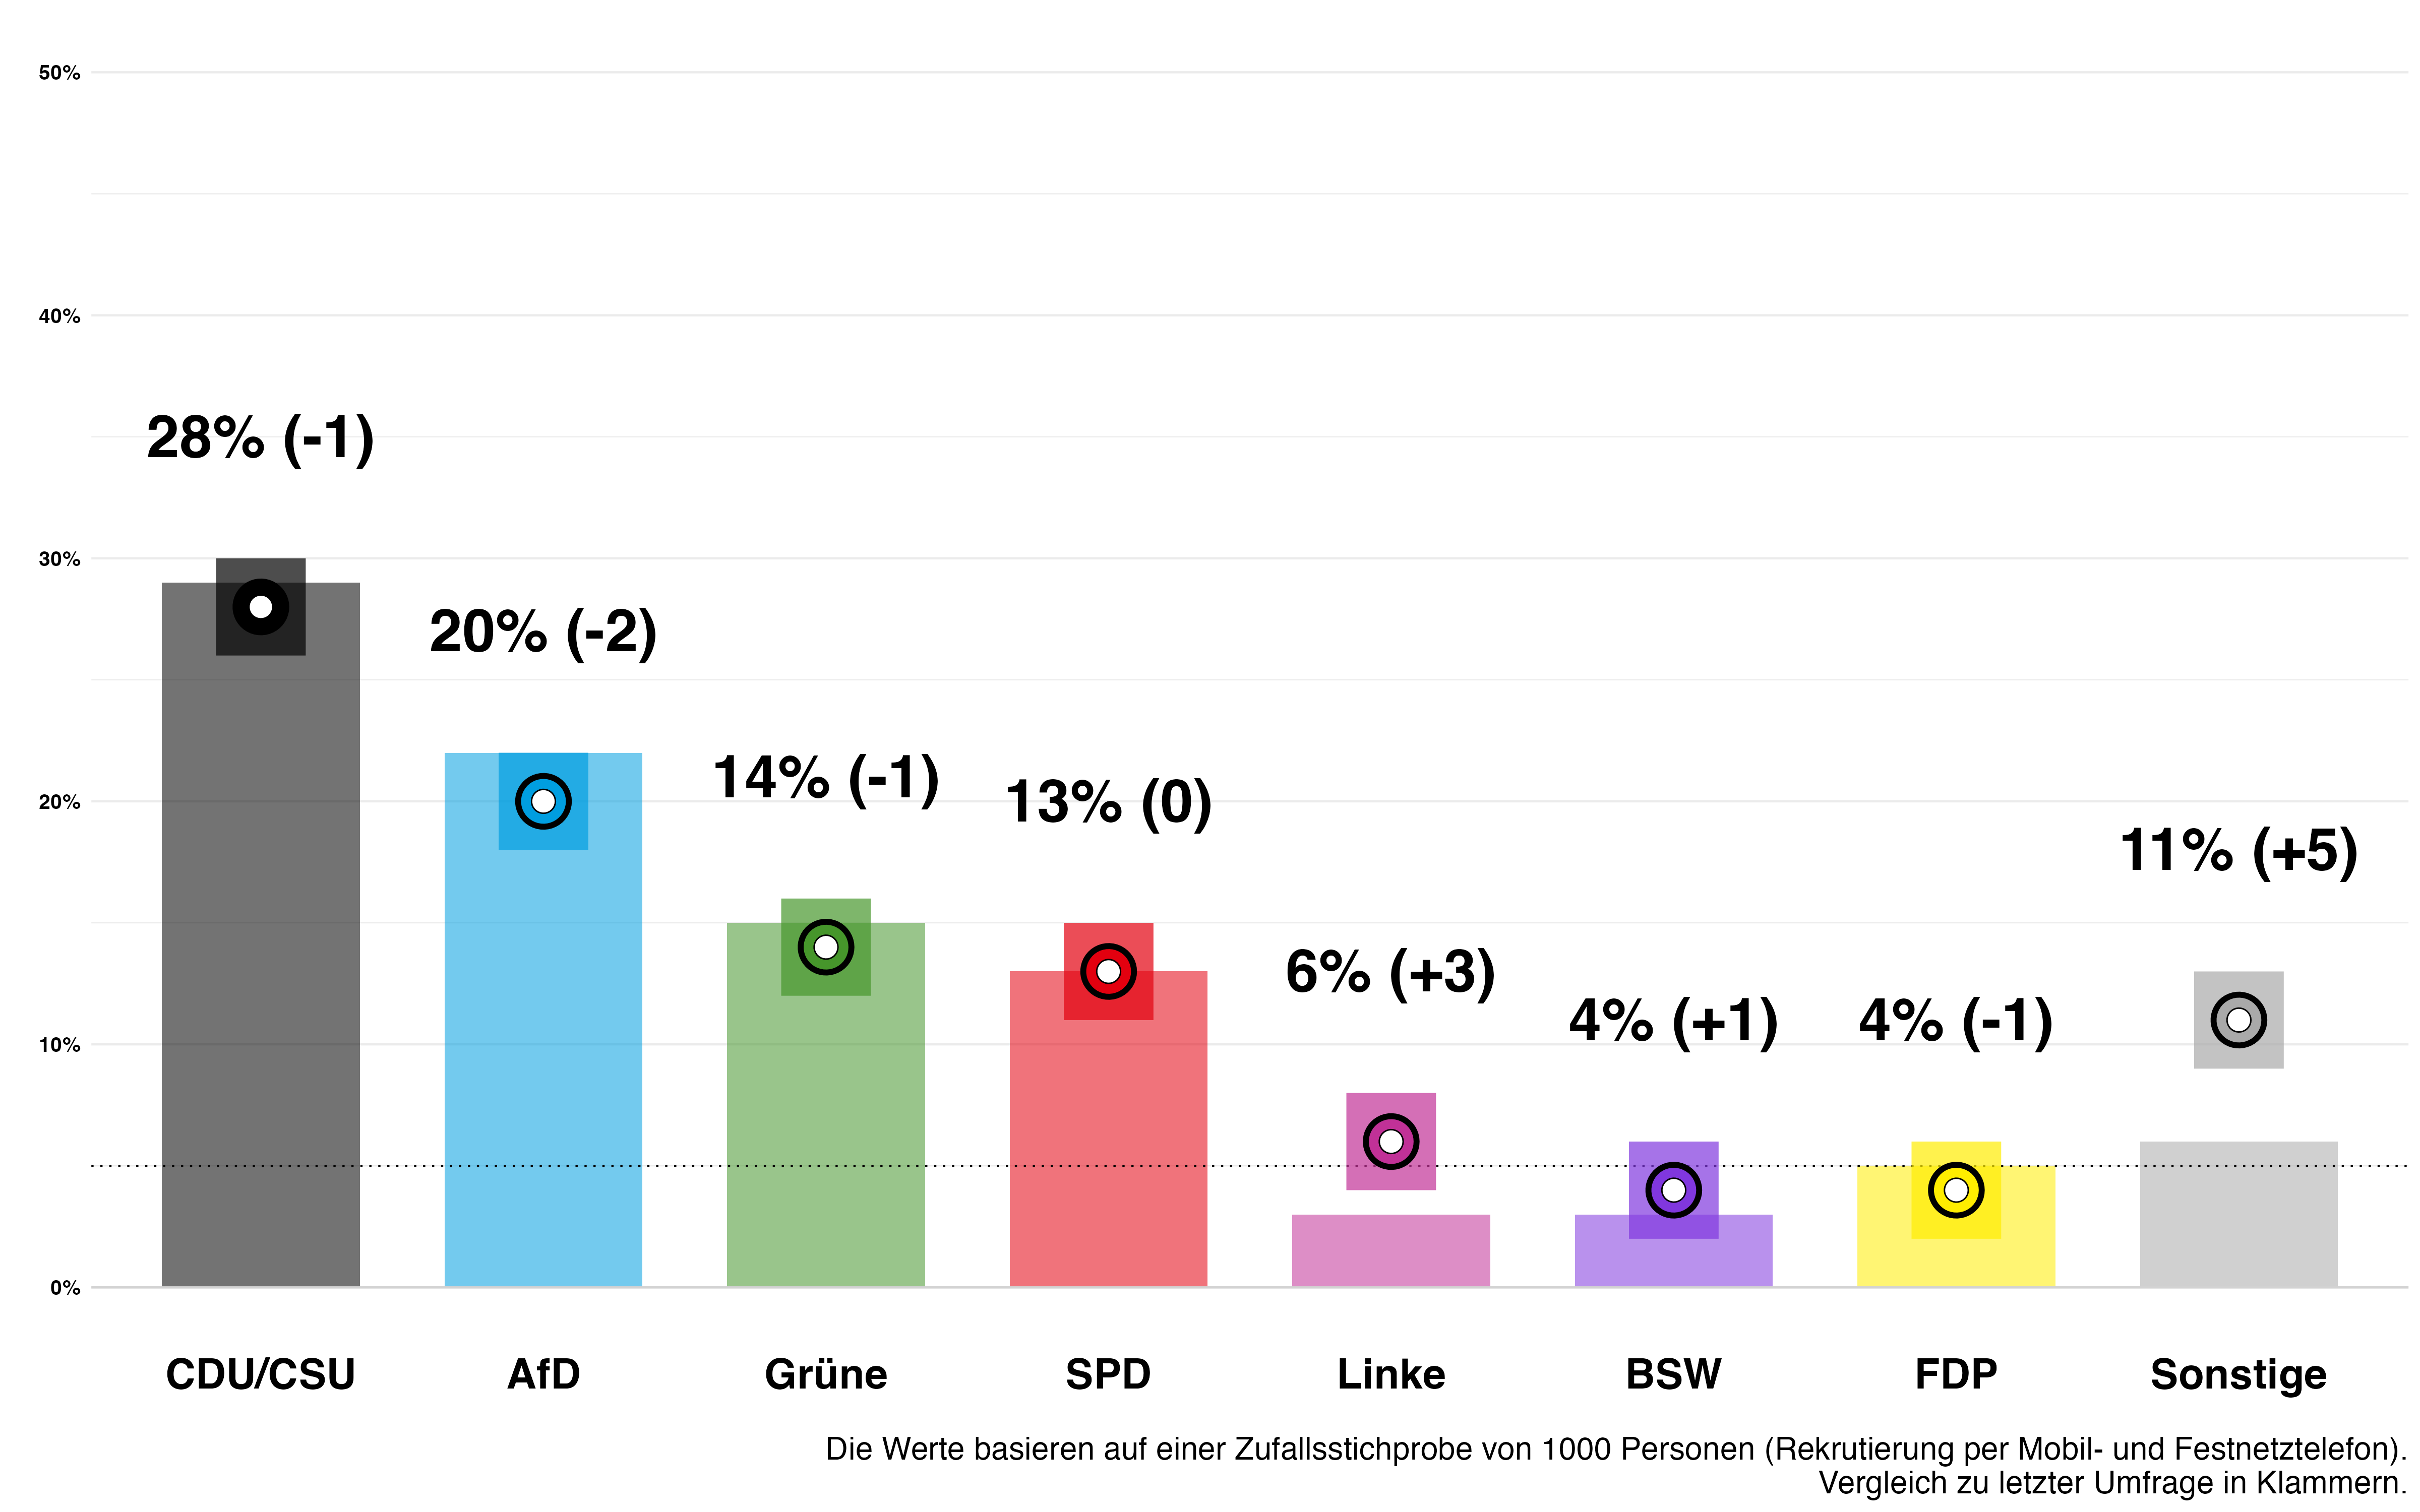 50%
40%
30%
20%
10%
0%
28% (-1)
20% (-2)
14% (-1)
13% (0)
6% (+3)
4% (+1)
4% (-1)
11% (+5)
CDU/CSU
AfD
Grüne
SPD
Linke
BSW
FDP
Sonstige
Die Werte basieren auf einer Zufallsstichprobe von 1000 Personen (Rekrutierung per Mobil- und Festnetztelefon).
Vergleich zu letzter Umfrage in Klammern.